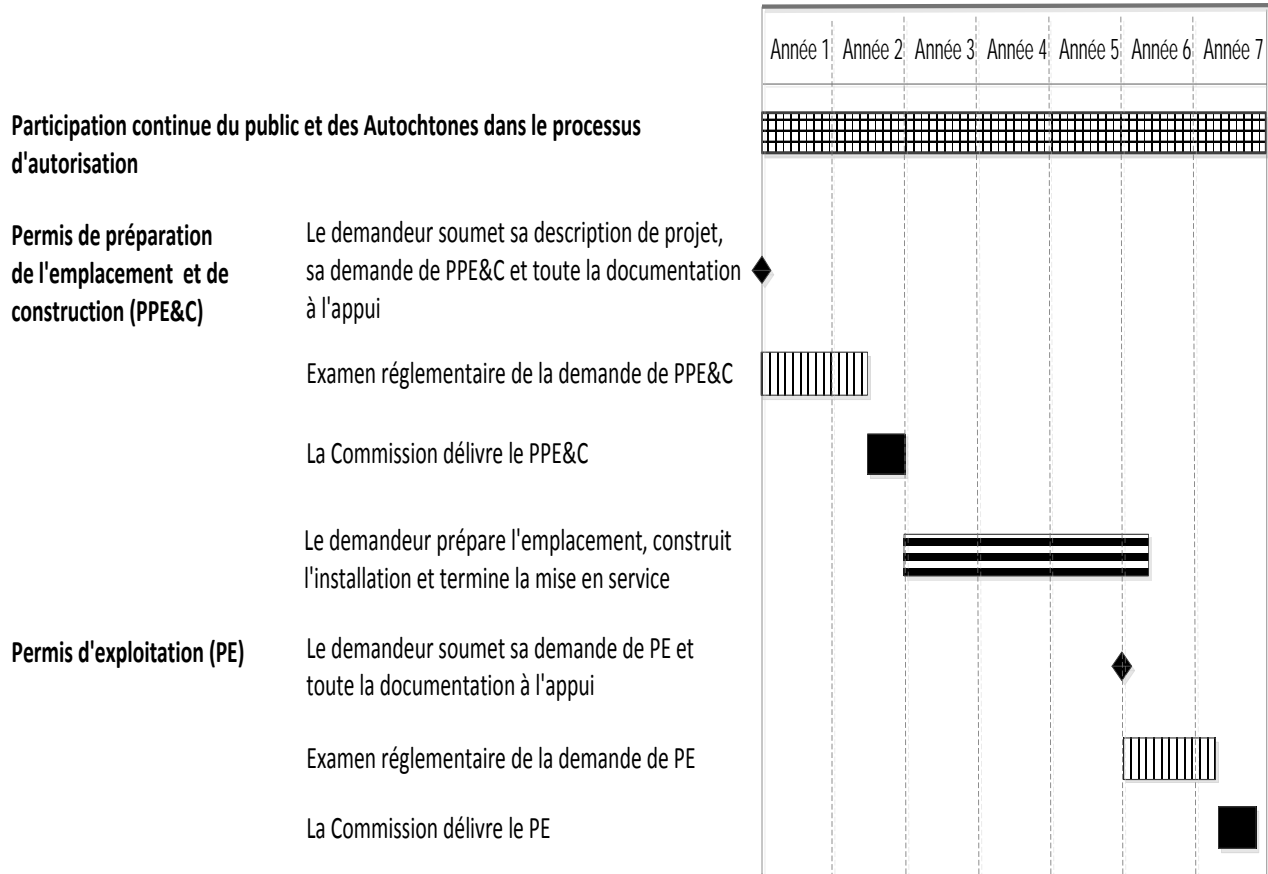 Année 1 Année 2 Année 3 Année 4 Année 5 Année 6 Année 7
Participation continue du public et des Autochtones dans le processus
d'autorisation
Permis de préparation
de l'emplacement et de
construction (PPE&C)
Le demandeur soumet sa description de projet,
sa demande de PPE&C et toute la documentation
à l'appui
Examen réglementaire de la demande de PPE&C
La Commission délivre le PPE&C
Le demandeur prépare l'emplacement, construit
l'installation et termine la mise en service
Permis d'exploitation (PE)
Le demandeur soumet sa demande de PE et
toute la documentation à l'appui
Examen réglementaire de la demande de PE
La Commission délivre le PE